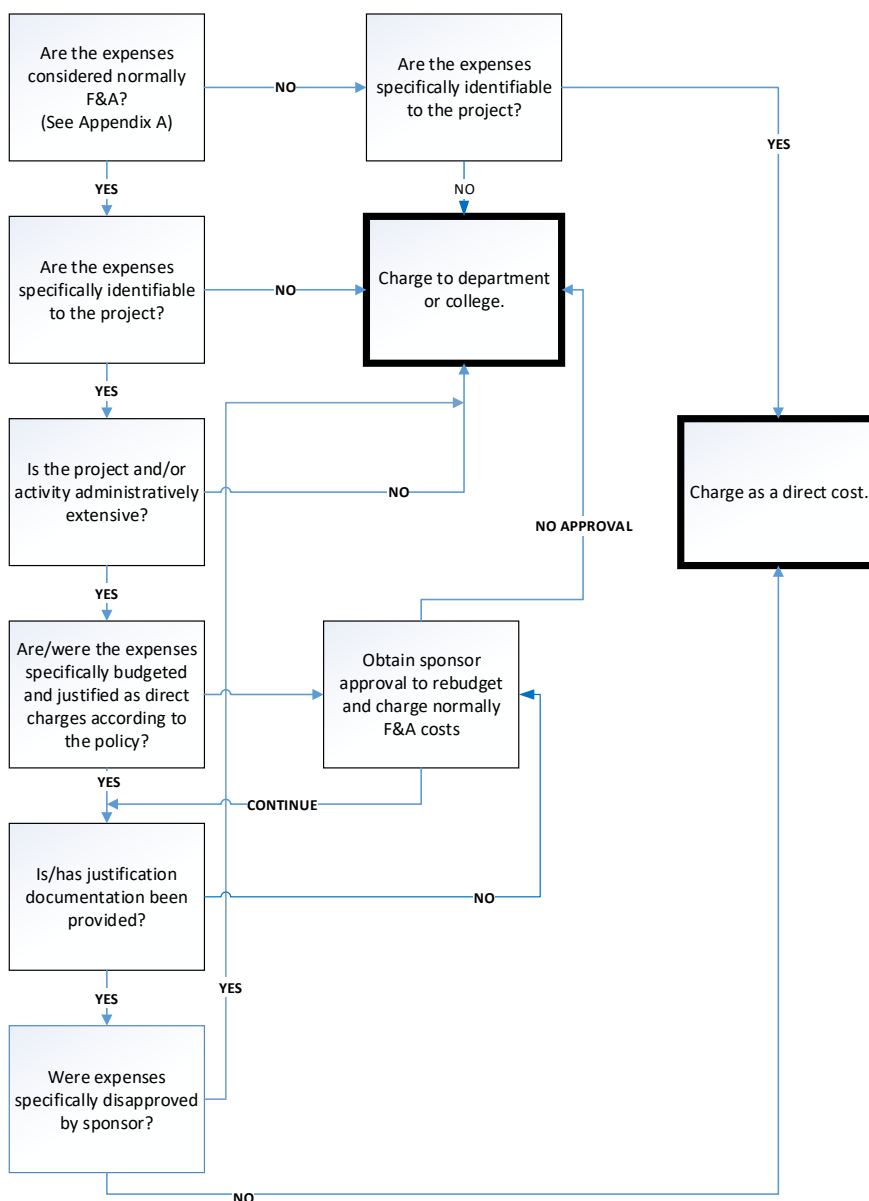 Are the expenses
considered normally
F&A?
(See Appendix A)
NO
Are the expenses
specifically identifiable
to the project?
YES
YES
NO
Are the expenses
specifically identifiable
to the project?
NO
Charge to department
or college.
YES
Is the project and/or
activity administratively
extensive?
NO
Charge as a direct cost.
NO APPROVAL
YES
Are/were the expenses
specifically budgeted
and justified as direct
charges according to
the policy?
Obtain sponsor
approval to rebudget
and charge normally
F&A costs
YES
CONTINUE
Is/has justification
documentation been
provided?
NO
YES
YES
Were expenses
specifically disapproved
by sponsor?
NO